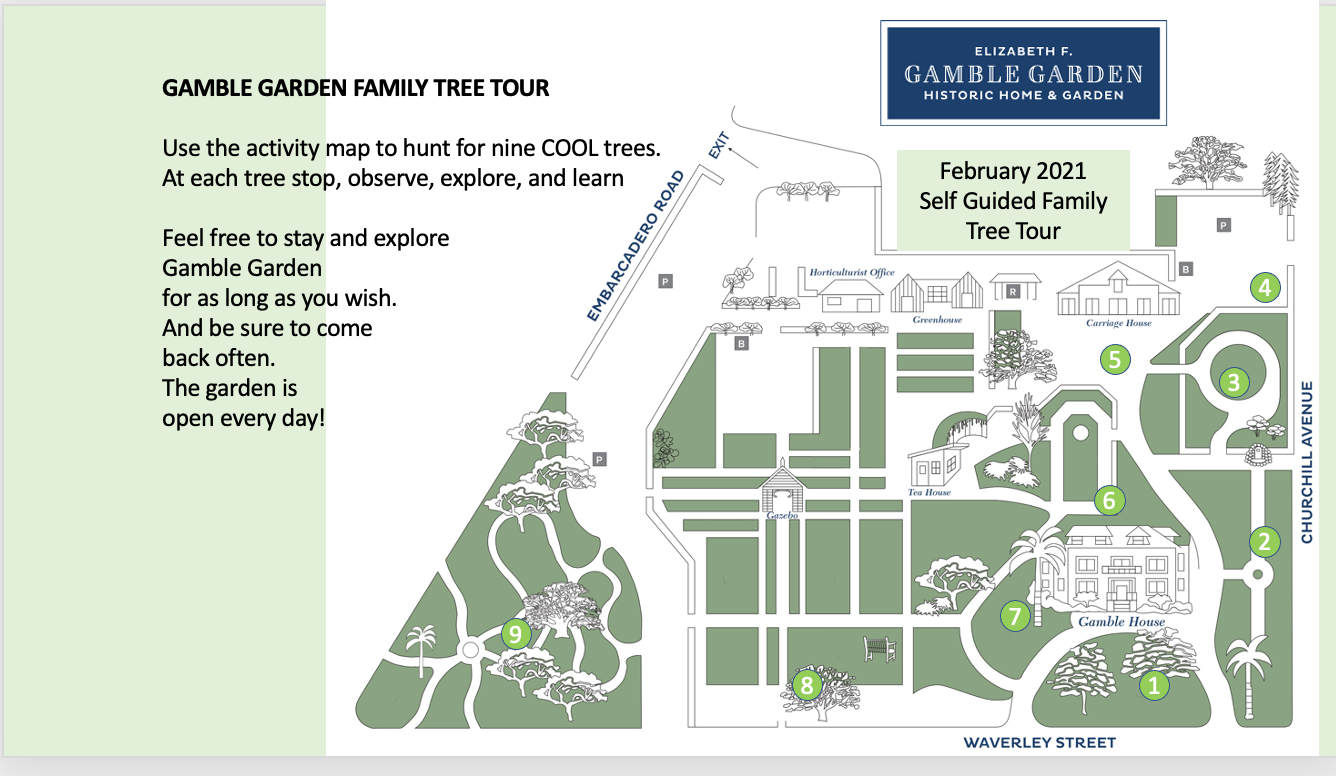 GAMBLE GARDEN FAMILY TREE TOUR
Use the activity map to hunt for nine COOL trees.
At each tree stop, observe, explore, and learn
Feel free to stay and explore
Gamble Garden
for as long as you wish.
And be sure to come
back often.
The garden is
open every day!
ELIZABETH F.
GAMBLE GARDEN
HISTORIC HOME & GARDEN
February 2021
Self Guided Family
Tree Tour
EXIT
EMBARCADERO ROAD
P
P
B
Horticulturist Office
R
Greenhouse
Carriage House
4
B
5
3
CHURCHILL AVENUE
P
Tea House
Gazebo
6
2
7
Gamble House
9
8
1
P
WAVERLEY STREET